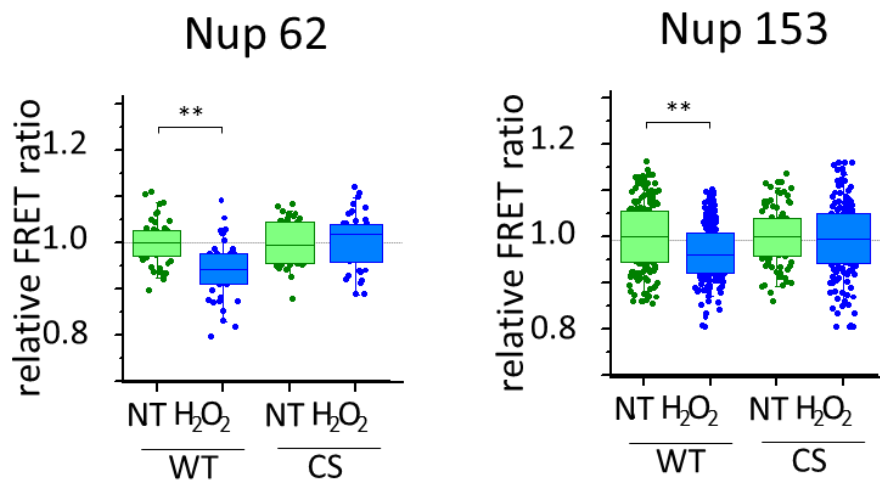 Nup 62
Nup 153
relative FRET ratio
**
1.2
1.0
0.8
NT H₂O₂ NT H₂O₂
WT CS
relative FRET ratio
**
1.2
1.0
0.8
NT H₂O₂ NT H₂O₂
WT CS